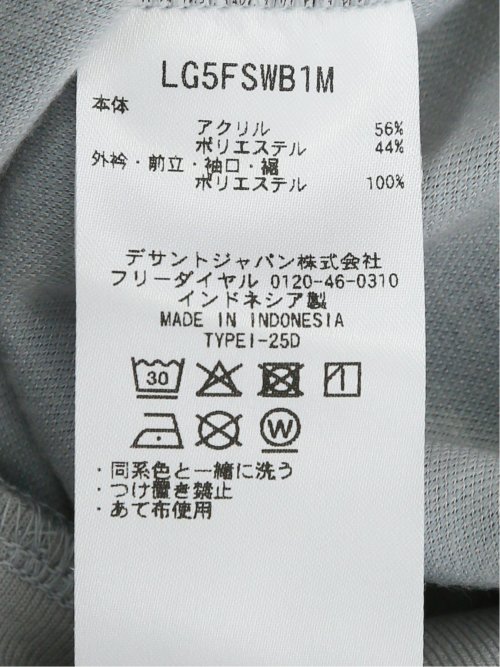 LG5FSWB1M
本体
アクリル 56%
ポリエステル 44%
外衿・前立・袖口・裾
ポリエステル 100%
デサントジャパン株式会社
フリーダイヤル 0120-46-0310
インドネシア製
MADE IN INDONESIA
TYPEI-25D
30
W
・同系色と一緒に洗う
・つけ置き禁止
・あて布使用